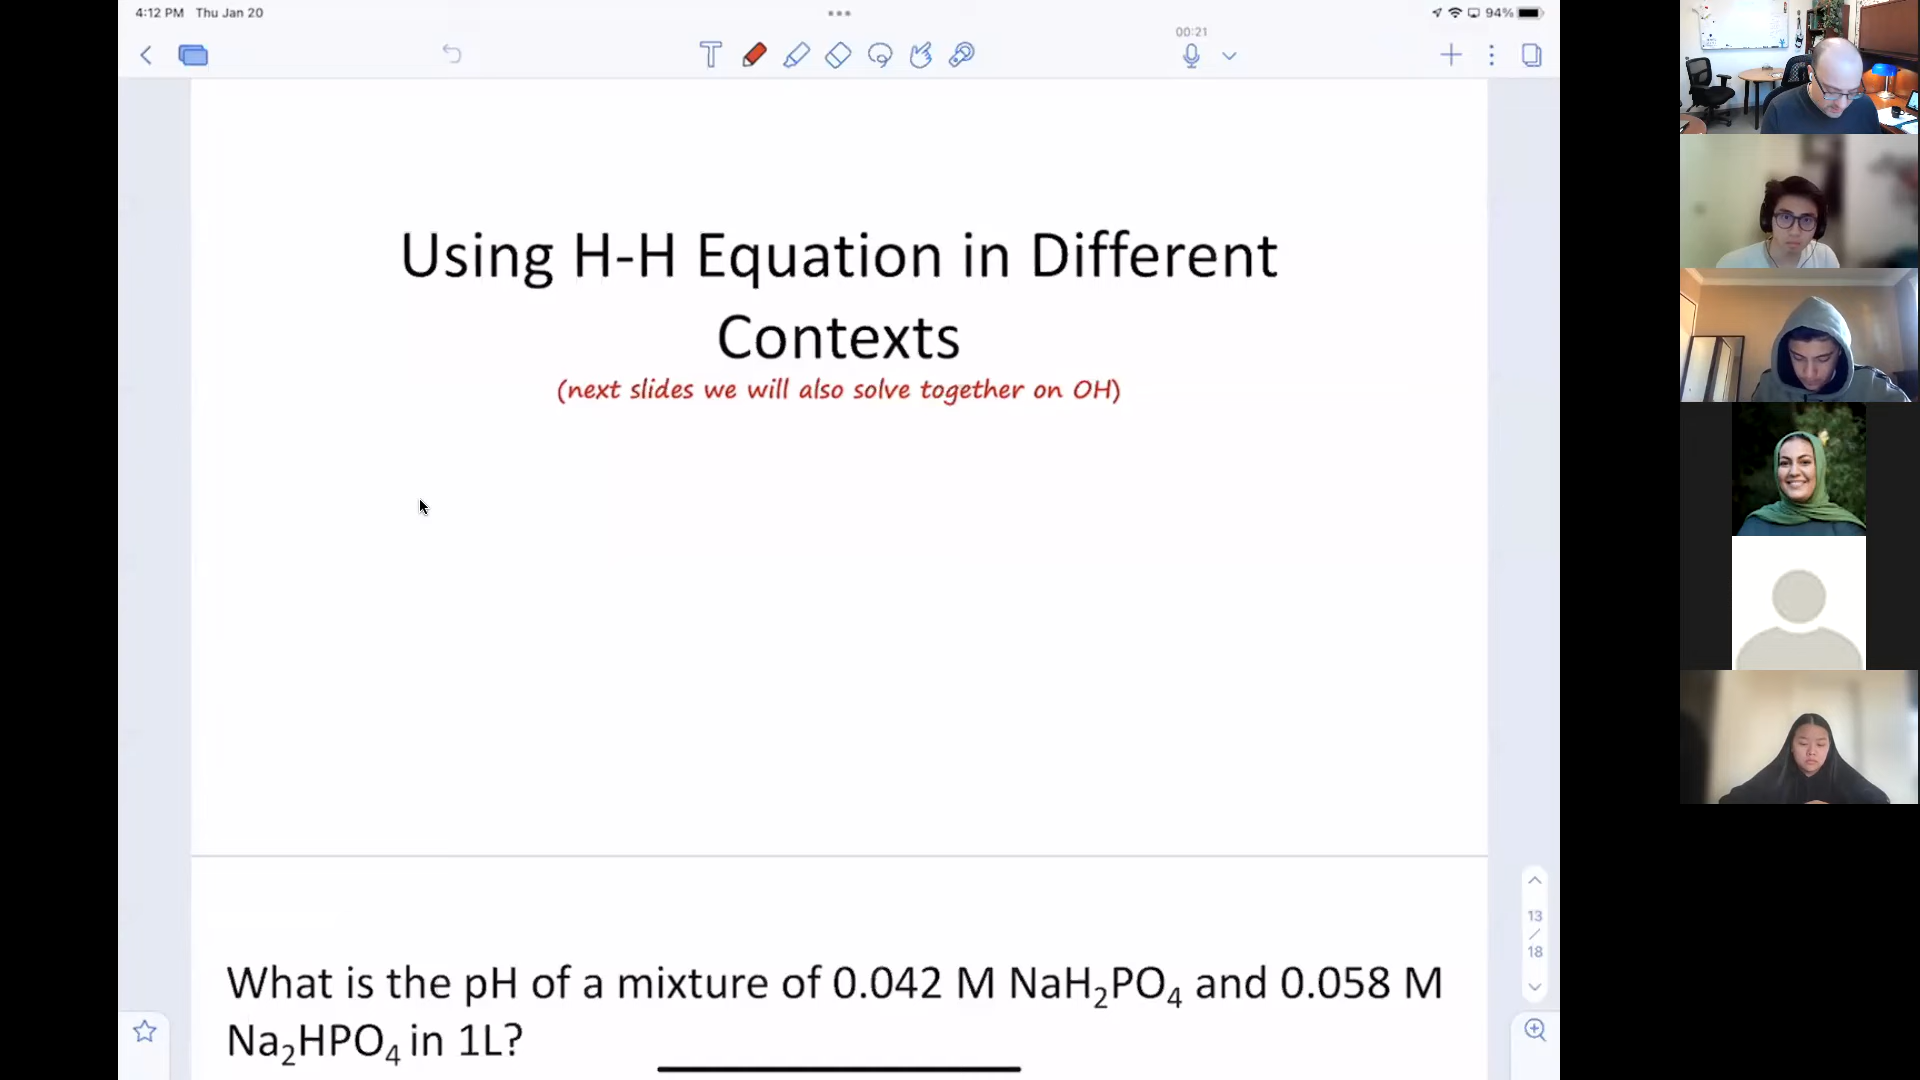 4:12 PM Thu Jan 20
94%
00:21
Using H-H Equation in Different
Contexts
(next slides we will also solve together on OH)
13
/
18
What is the pH of a mixture of 0.042 M NaH₂PO₄ and 0.058 M
Na₂HPO₄ in 1L?